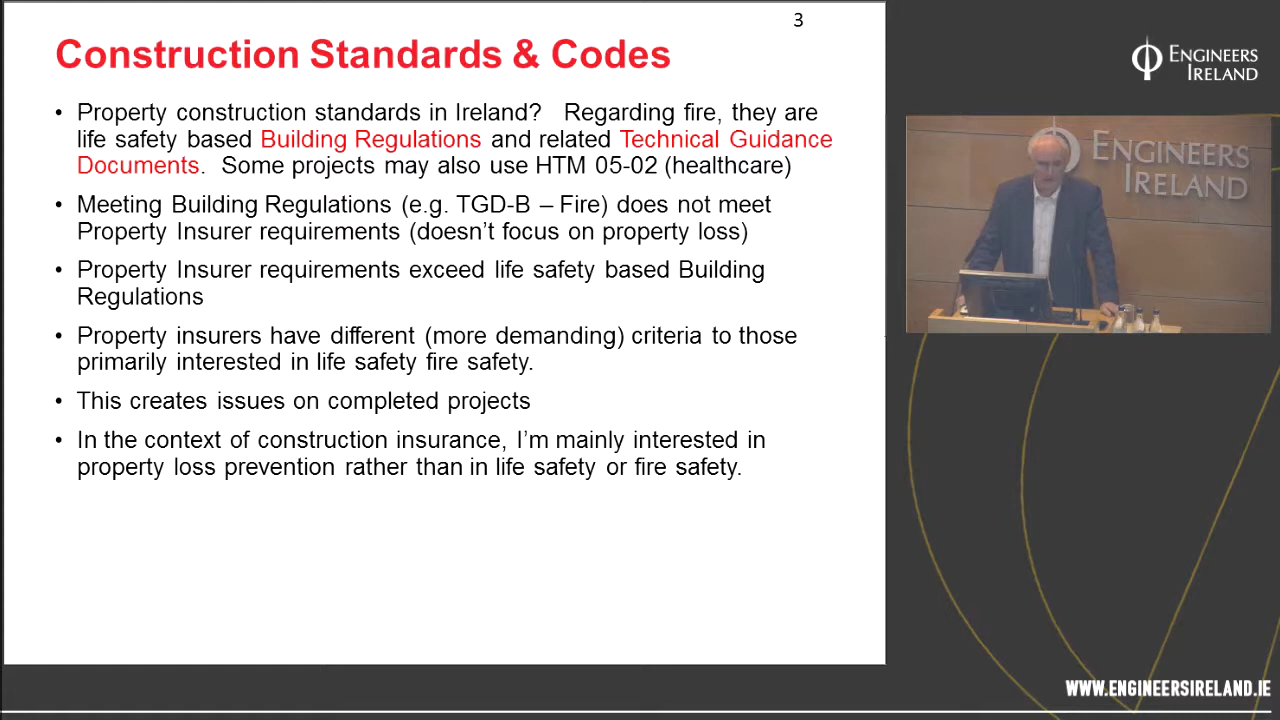 3
Construction Standards & Codes
• Property construction standards in Ireland? Regarding fire, they are
life safety based Building Regulations and related Technical Guidance
Documents. Some projects may also use HTM 05-02 (healthcare)
• Meeting Building Regulations (e.g. TGD-B – Fire) does not meet
Property Insurer requirements (doesn’t focus on property loss)
• Property Insurer requirements exceed life safety based Building
Regulations
• Property insurers have different (more demanding) criteria to those
primarily interested in life safety fire safety.
• This creates issues on completed projects
• In the context of construction insurance, I’m mainly interested in
property loss prevention rather than in life safety or fire safety.
ENGINEERS
IRELAND
ENGINEERS
IRELAND
WWW.ENGINEERSIRELAND.IE